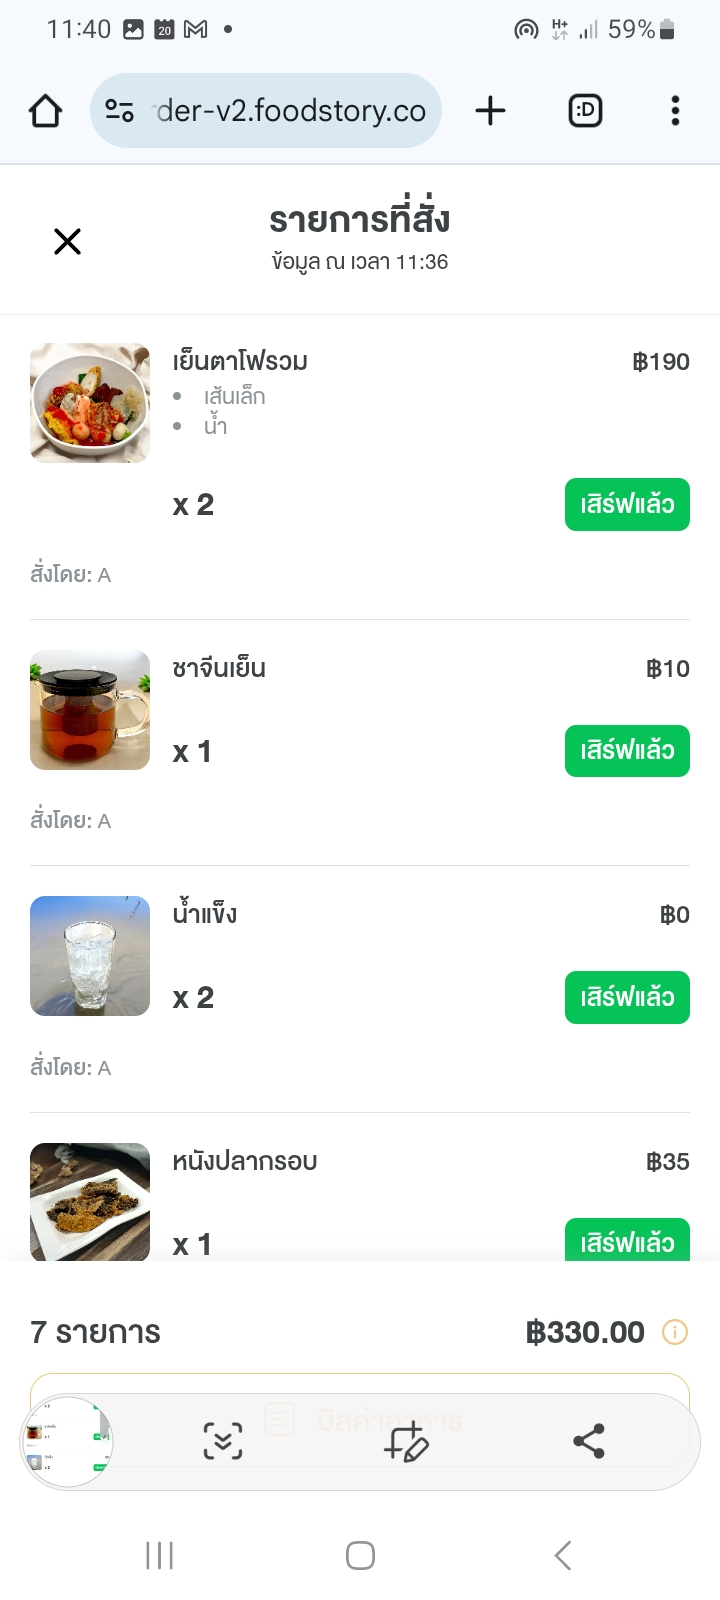 11:40 20 H+ 59%
der-v2.foodstory.co :D
รายการที่สั่ง
ข้อมูล ณ เวลา 11:36
เย็นตาโฟรวม ฿190
• เส้นเล็ก
• น้ำ
x 2 เสิร์ฟแล้ว
สั่งโดย: A
ชาจีนเย็น ฿10
x 1 เสิร์ฟแล้ว
สั่งโดย: A
น้ำแข็ง ฿0
x 2 เสิร์ฟแล้ว
สั่งโดย: A
หนังปลากรอบ ฿35
x 1 เสิร์ฟแล้ว
7 รายการ ฿330.00
บิลค่าอาหาร